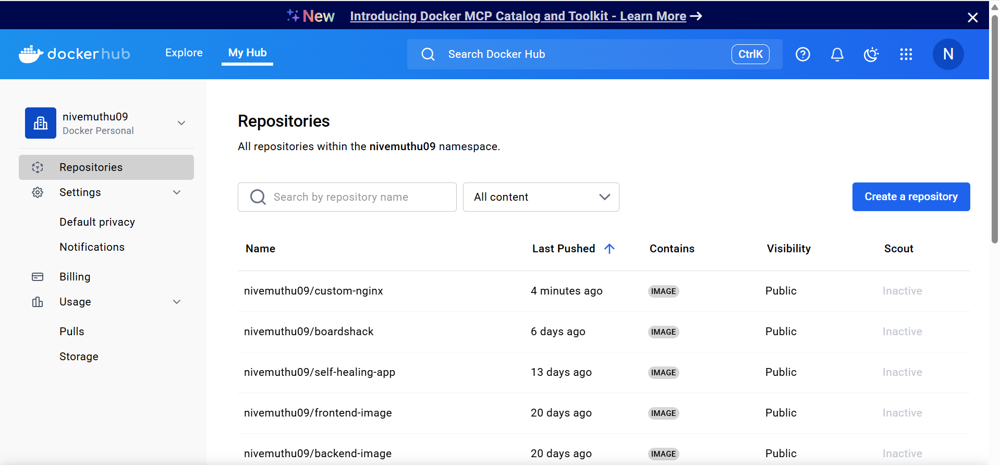 New Introducing Docker MCP Catalog and Toolkit - Learn More
dockerhub Explore My Hub Search Docker Hub CtrlK N
nivemuthu09
Docker Personal
Repositories
Settings
Default privacy
Notifications
Billing
Usage
Pulls
Storage
Repositories
All repositories within the nivemuthu09 namespace.
Search by repository name All content Create a repository
Name Last Pushed Contains Visibility Scout
nivemuthu09/custom-nginx 4 minutes ago IMAGE Public Inactive
nivemuthu09/boardshack 6 days ago IMAGE Public Inactive
nivemuthu09/self-healing-app 13 days ago IMAGE Public Inactive
nivemuthu09/frontend-image 20 days ago IMAGE Public Inactive
nivemuthu09/backend-image 20 days ago IMAGE Public Inactive